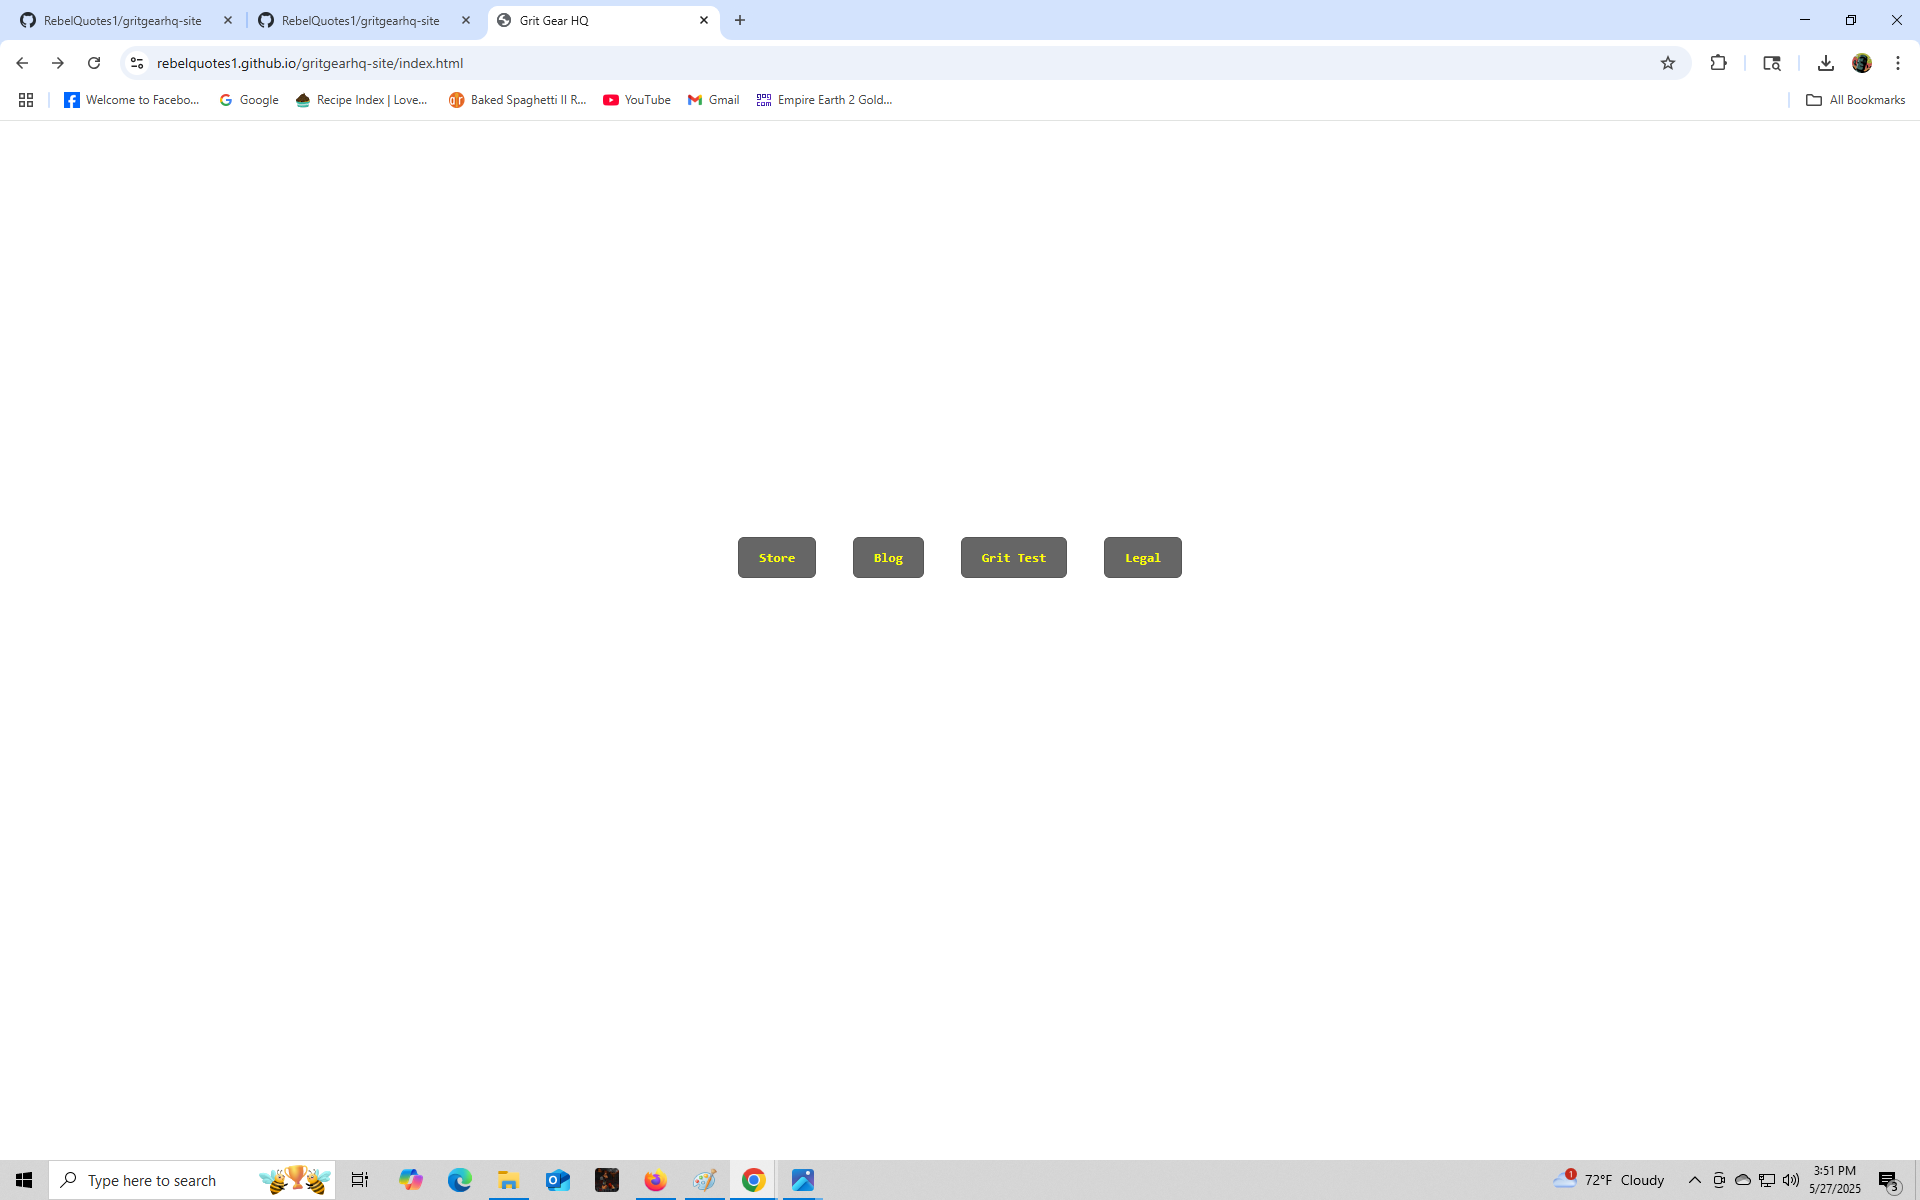 RebelQuotes1/gritgearhq-site
RebelQuotes1/gritgearhq-site
Grit Gear HQ
rebelquotes1.github.io/gritgearhq-site/index.html
Welcome to Facebo...
Google
Recipe Index | Love...
Baked Spaghetti II R...
YouTube
Gmail
Empire Earth 2 Gold...
All Bookmarks
Store
Blog
Grit Test
Legal
Type here to search
1
72°F Cloudy
3:51 PM
5/27/2025
3